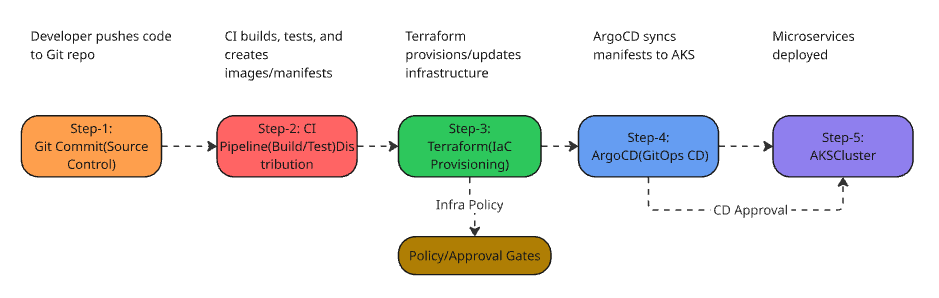 Developer pushes code
to Git repo
CI builds, tests, and
creates
images/manifests
Terraform
provisions/updates
infrastructure
ArgoCD syncs
manifests to AKS
Microservices
deployed
Step-1:
Git Commit(Source
Control)
Step-2: CI
Pipeline(Build/Test)Dis
tribution
Step-3:
Terraform(IaC
Provisioning)
Step-4:
ArgoCD(GitOps CD)
Step-5:
AKSCluster
Infra Policy
CD Approval
Policy/Approval Gates